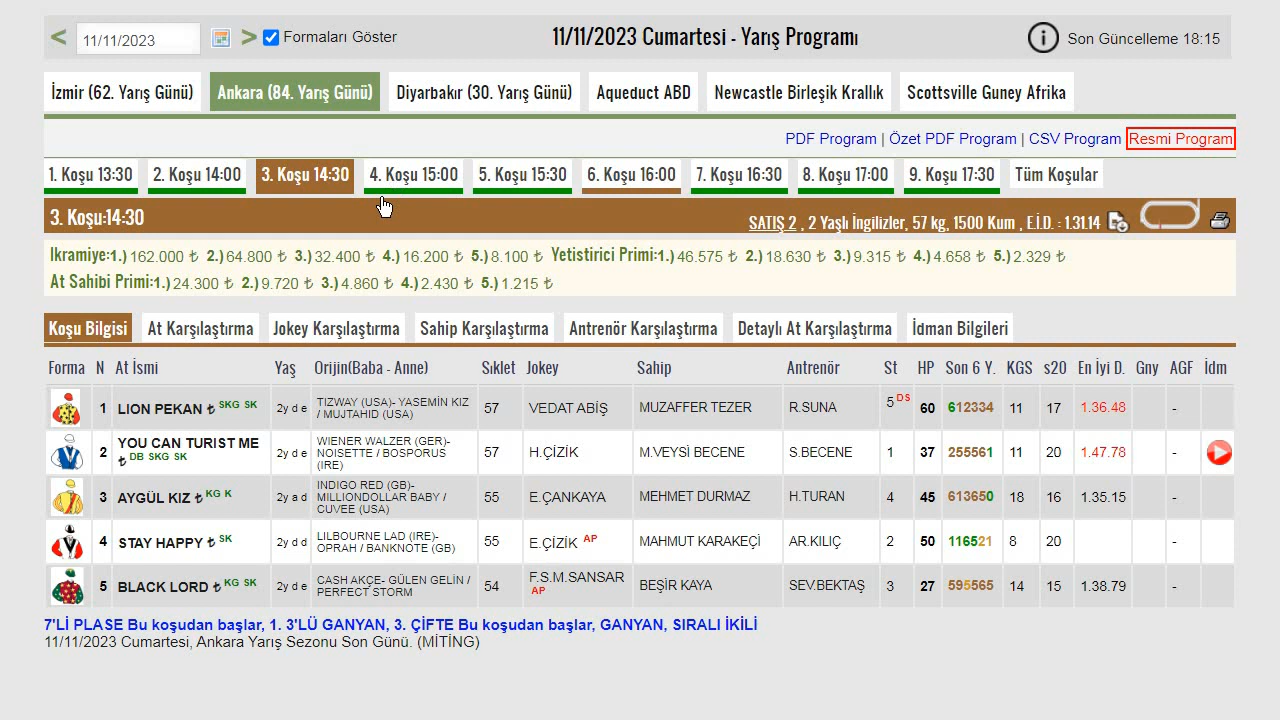 < 11/11/2023 > Formaları Göster 11/11/2023 Cumartesi - Yarış Programı Son Güncelleme 18:15
İzmir (62. Yarış Günü) Ankara (84. Yarış Günü) Diyarbakır (30. Yarış Günü) Aqueduct ABD Newcastle Birleşik Krallık Scottsville Guney Afrika
PDF Program | Özet PDF Program | CSV Program Resmi Program
1. Koşu 13:30 2. Koşu 14:00 3. Koşu 14:30 4. Koşu 15:00 5. Koşu 15:30 6. Koşu 16:00 7. Koşu 16:30 8. Koşu 17:00 9. Koşu 17:30 Tüm Koşular
3. Koşu:14:30 SATIŞ 2 , 2 Yaşlı İngilizler, 57 kg, 1500 Kum , E.İ.D. : 1.31.14
Ikramiye:1.) 162.000 ₺ 2.) 64.800 ₺ 3.) 32.400 ₺ 4.) 16.200 ₺ 5.) 8.100 ₺ Yetistirici Primi:1.) 46.575 ₺ 2.) 18.630 ₺ 3.) 9.315 ₺ 4.) 4.658 ₺ 5.) 2.329 ₺
At Sahibi Primi:1.) 24.300 ₺ 2.) 9.720 ₺ 3.) 4.860 ₺ 4.) 2.430 ₺ 5.) 1.215 ₺
Koşu Bilgisi At Karşılaştırma Jokey Karşılaştırma Sahip Karşılaştırma Antrenör Karşılaştırma Detaylı At Karşılaştırma İdman Bilgileri
Forma N At İsmi Yaş Orijin(Baba - Anne) Sıklet Jokey Sahip Antrenör St HP Son 6 Y. KGS s20 En İyi D. Gny AGF İdm
1 LION PEKAN ₺ SKG SK 2y d e TIZWAY (USA)- YASEMİN KIZ / MUJTAHID (USA) 57 VEDAT ABİŞ MUZAFFER TEZER R.SUNA 5 DS 60 612334 11 17 1.36.48 -
2 YOU CAN TURIST ME ₺ DB SKG SK 2y d e WIENER WALZER (GER)- NOISETTE / BOSPORUS (IRE) 57 H.ÇİZİK M.VEYSİ BECENE S.BECENE 1 37 255561 11 20 1.47.78 -
3 AYGÜL KIZ ₺ KG K 2y a d INDIGO RED (GB)- MILLIONDOLLAR BABY / CUVEE (USA) 55 E.ÇANKAYA MEHMET DURMAZ H.TURAN 4 45 613650 18 16 1.35.15 -
4 STAY HAPPY ₺ SK 2y d d LILBOURNE LAD (IRE)- OPRAH / BANKNOTE (GB) 55 E.ÇİZİK AP MAHMUT KARAKEÇİ AR.KILIÇ 2 50 116521 8 20 -
5 BLACK LORD ₺ KG SK 2y d e CASH AKÇE- GÜLEN GELİN / PERFECT STORM 54 F.S.M.SANSAR AP BEŞİR KAYA SEV.BEKTAŞ 3 27 595565 14 15 1.38.79 -
7'Lİ PLASE Bu koşudan başlar, 1. 3'LÜ GANYAN, 3. ÇİFTE Bu koşudan başlar, GANYAN, SIRALI İKİLİ
11/11/2023 Cumartesi, Ankara Yarış Sezonu Son Günü. (MİTİNG)